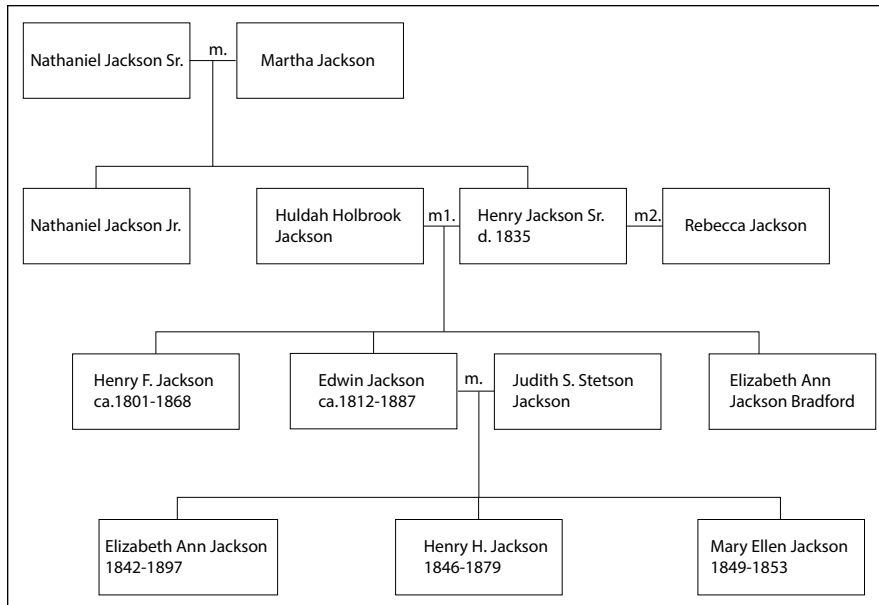 Nathaniel Jackson Sr.
m.
Martha Jackson
Nathaniel Jackson Jr.
Huldah Holbrook
Jackson
m1.
Henry Jackson Sr.
d. 1835
m2.
Rebecca Jackson
Henry F. Jackson
ca.1801-1868
Edwin Jackson
ca.1812-1887
m.
Judith S. Stetson
Jackson
Elizabeth Ann
Jackson Bradford
Elizabeth Ann Jackson
1842-1897
Henry H. Jackson
1846-1879
Mary Ellen Jackson
1849-1853